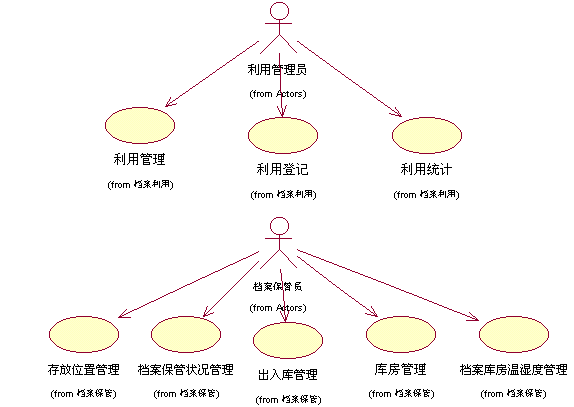 利用管理员
(from Actors)
利用管理
(from 档案利用)
利用登记
(from 档案利用)
利用统计
(from 档案利用)
档案保管员
(from Actors)
存放位置管理
(from 档案保管)
档案保管状况管理
(from 档案保管)
出入库管理
(from 档案保管)
库房管理
(from 档案保管)
档案库房温湿度管理
(from 档案保管)